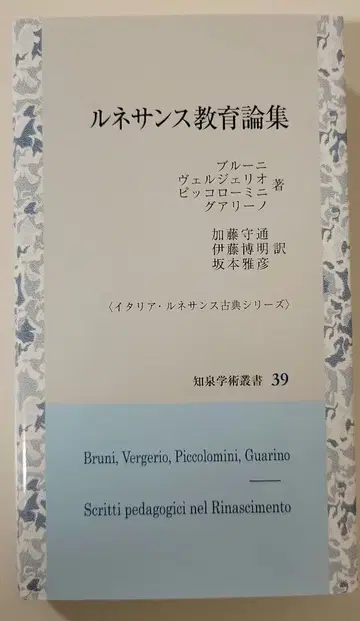 ルネサンス教育論集
ブルーニ
ヴェルジェリオ
ピッコローミニ 著
グアリーノ
加藤守通
伊藤博明 訳
坂本雅彦
〈イタリア・ルネサンス古典シリーズ〉
知泉学術叢書 39
Bruni, Vergerio, Piccolomini, Guarino
Scritti pedagogici nel Rinascimento